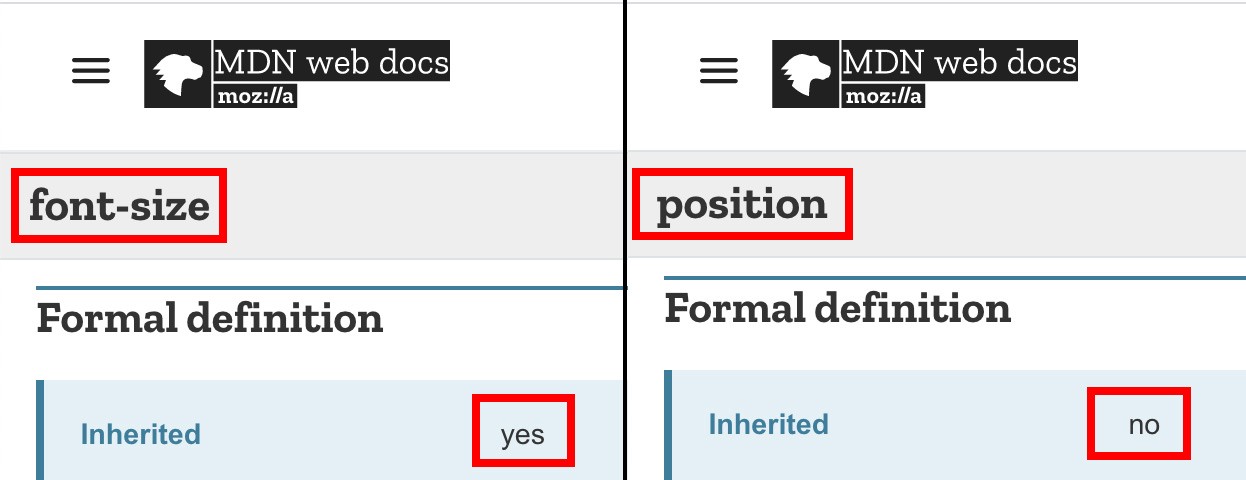 MDN web docs
moz://a
font-size
Formal definition
Inherited yes
MDN web docs
moz://a
position
Formal definition
Inherited no